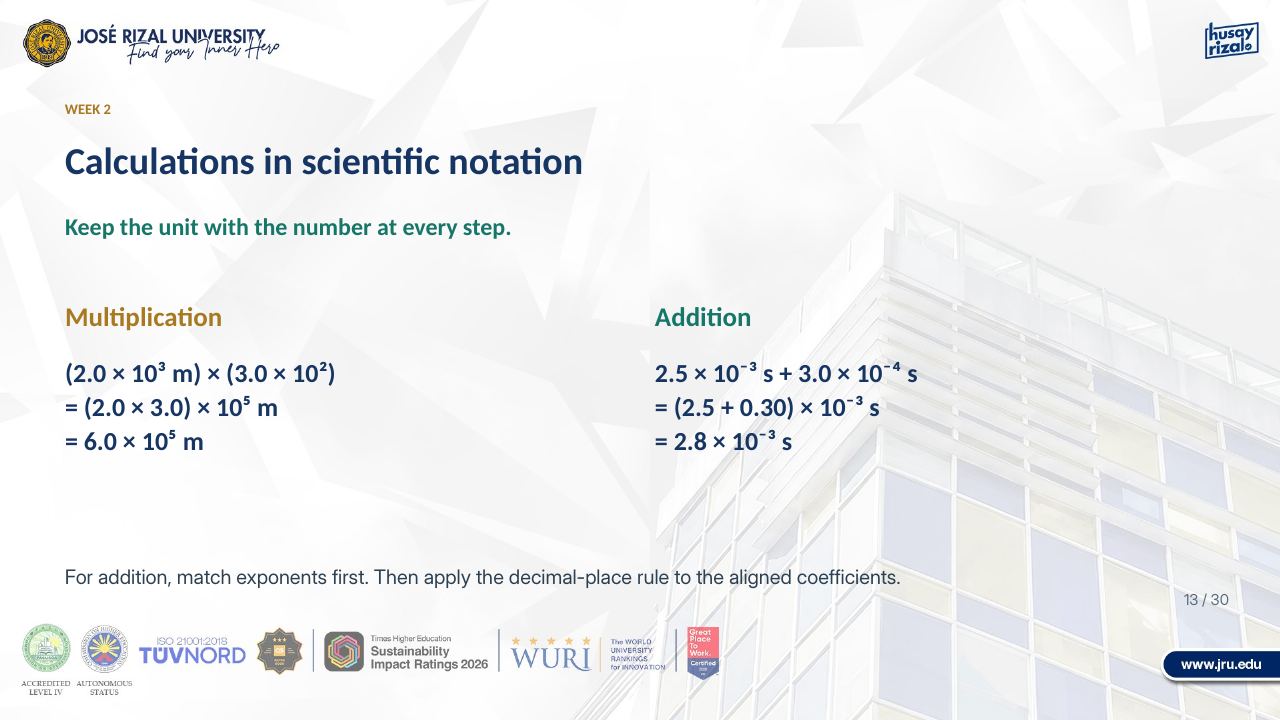 JOSÉ RIZAL UNIVERSITY
Find your Inner Hero
husay
rizal
WEEK 2
Calculations in scientific notation
Keep the unit with the number at every step.
Multiplication
(2.0 × 10³ m) × (3.0 × 10²)
= (2.0 × 3.0) × 10⁵ m
= 6.0 × 10⁵ m
Addition
2.5 × 10⁻³ s + 3.0 × 10⁻⁴ s
= (2.5 + 0.30) × 10⁻³ s
= 2.8 × 10⁻³ s
For addition, match exponents first. Then apply the decimal-place rule to the aligned coefficients.
13 / 30
ACCREDITED
LEVEL IV
AUTONOMOUS
STATUS
ISO 21001:2018
TÜVNORD
Times Higher Education
Sustainability
Impact Ratings 2026
WURI
The WORLD
UNIVERSITY
RANKINGS
for INNOVATION
Great
Place
To
Work.
Certified
www.jru.edu